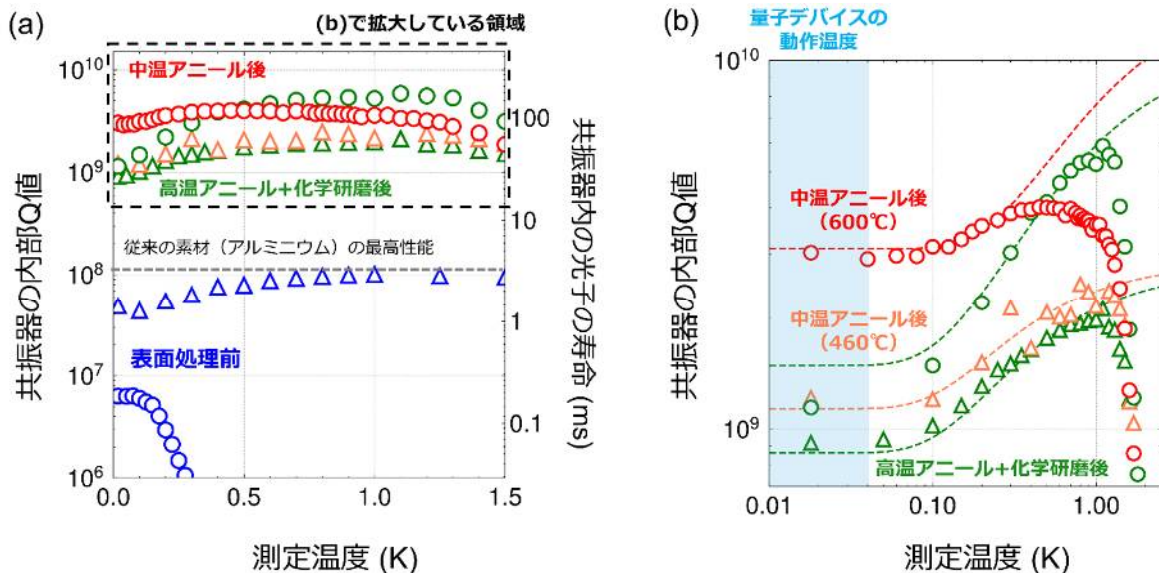 (a)
(b)で拡大している領域
中温アニール後
高温アニール+化学研磨後
従来の素材（アルミニウム）の最高性能
表面処理前
共振器の内部Q値
10^10
10^9
10^8
10^7
10^6
100
10
1
0.1
共振器内の光子の寿命 (ms)
0.0
0.5
1.0
1.5
測定温度 (K)
(b)
量子デバイスの
動作温度
中温アニール後
（600℃）
中温アニール後
（460℃）
高温アニール+化学研磨後
共振器の内部Q値
10^10
10^9
0.01
0.10
1.00
測定温度 (K)